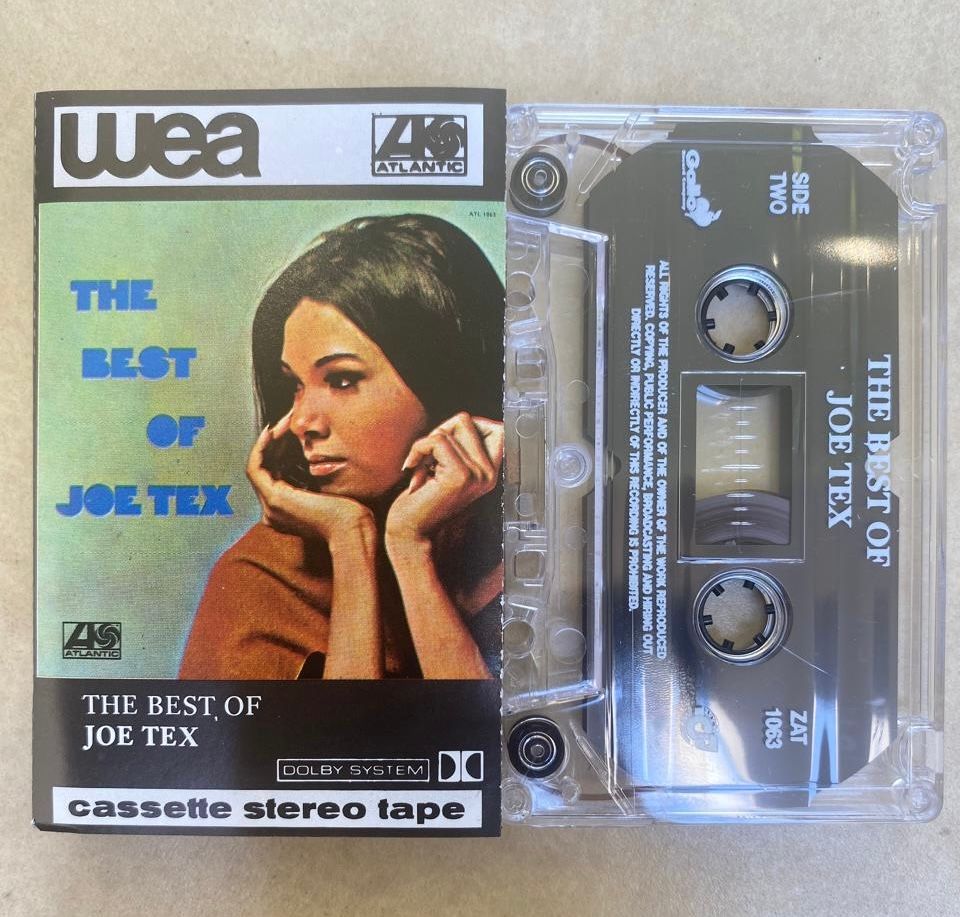 wea
ATLANTIC
ATL 1063
THE
BEST
OF
JOE TEX
ATLANTIC
THE BEST OF
JOE TEX
DOLBY SYSTEM
cassette stereo tape
Gallo
SIDE
TWO
THE BEST OF
JOE TEX
ALL RIGHTS OF THE PRODUCER AND OF THE OWNER OF THE WORK REPRODUCED
RESERVED. COPYING, PUBLIC PERFORMANCE, BROADCASTING AND HIRING OUT
DIRECTLY OR INDIRECTLY OF THIS RECORDING IS PROHIBITED.
ZAT
1063